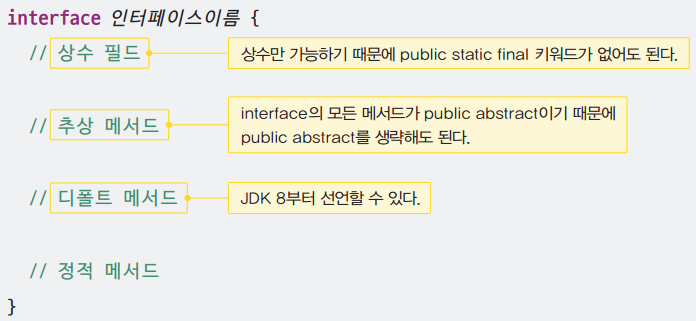 interface 인터페이스이름 {
// 상수 필드
상수만 가능하기 때문에 public static final 키워드가 없어도 된다.
// 추상 메서드
interface의 모든 메서드가 public abstract이기 때문에
public abstract를 생략해도 된다.
// 디폴트 메서드
JDK 8부터 선언할 수 있다.
// 정적 메서드
}